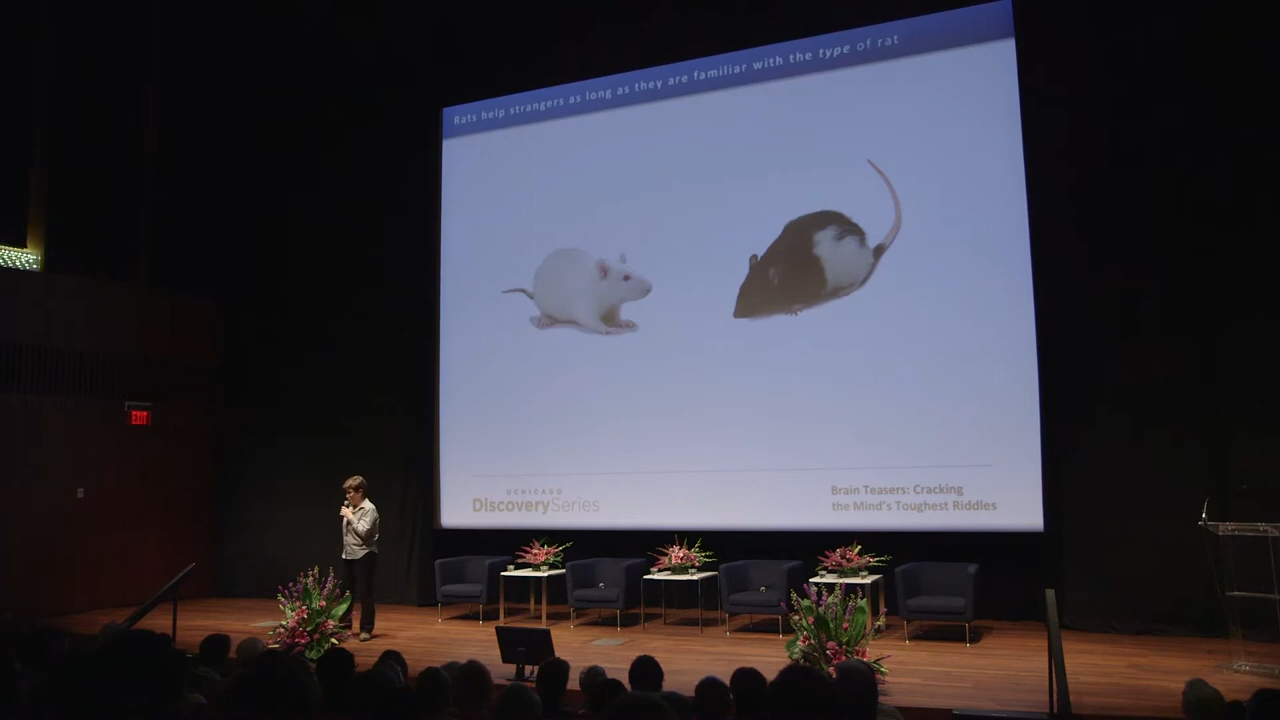 Rats help strangers as long as they are familiar with the type of rat
UCHICAGO
DiscoverySeries
Brain Teasers: Cracking
the Mind's Toughest Riddles
EXIT